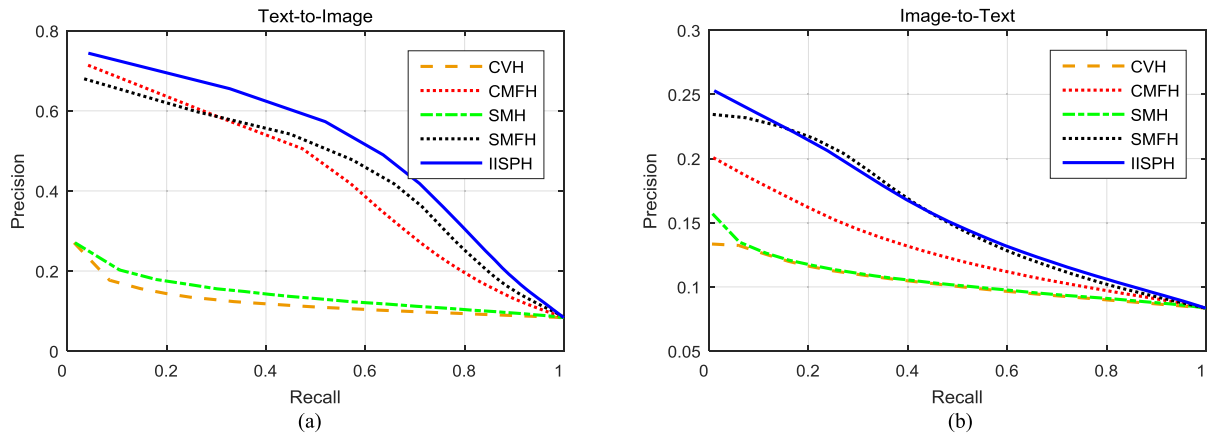 Text-to-Image
0.8
0.6
0.4
0.2
0
Precision
CVH
CMFH
SMH
SMFH
IISPH
0 0.2 0.4 0.6 0.8 1
Recall
(a)
Image-to-Text
0.3
0.25
0.2
0.15
0.1
0.05
Precision
CVH
CMFH
SMH
SMFH
IISPH
0 0.2 0.4 0.6 0.8 1
Recall
(b)